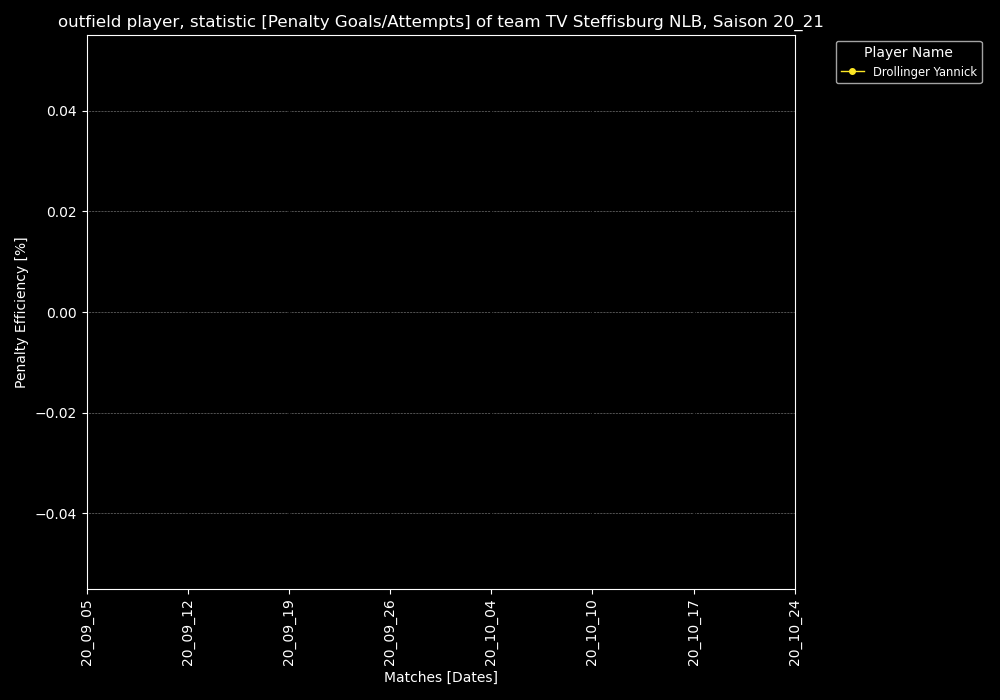 outfield player, statistic [Penalty Goals/Attempts] of team TV Steffisburg NLB, Saison 20_21
Player Name
Drollinger Yannick
Penalty Efficiency [%]
0.04
0.02
0.00
−0.02
−0.04
20_09_05
20_09_12
20_09_19
20_09_26
20_10_04
20_10_10
20_10_17
20_10_24
Matches [Dates]